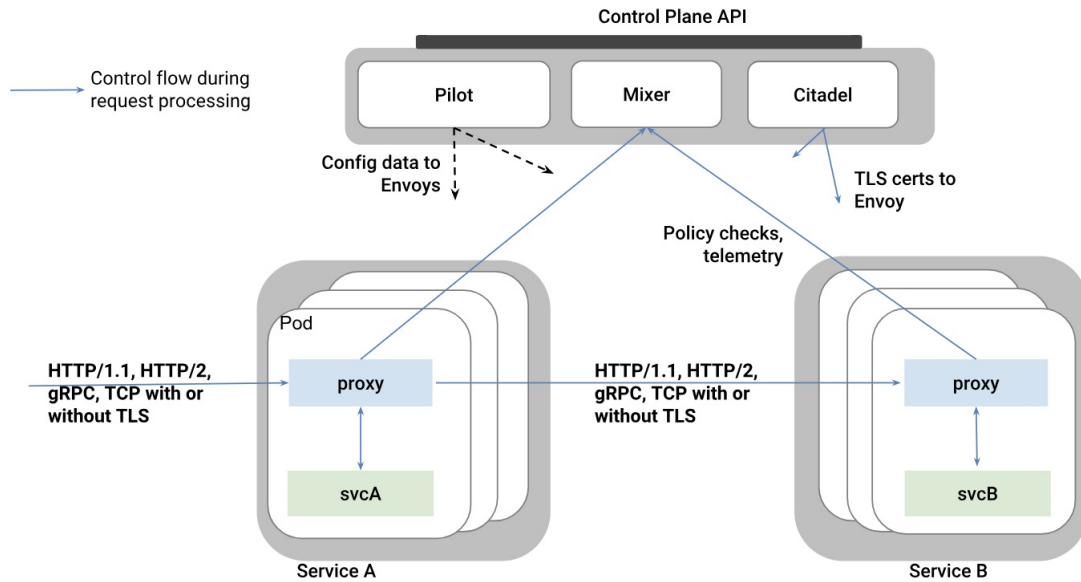 Control Plane API
Control flow during
request processing
Pilot
Mixer
Citadel
Config data to
Envoys
TLS certs to
Envoy
Policy checks,
telemetry
Pod
HTTP/1.1, HTTP/2,
gRPC, TCP with or
without TLS
proxy
HTTP/1.1, HTTP/2,
gRPC, TCP with or
without TLS
proxy
svcA
svcB
Service A
Service B